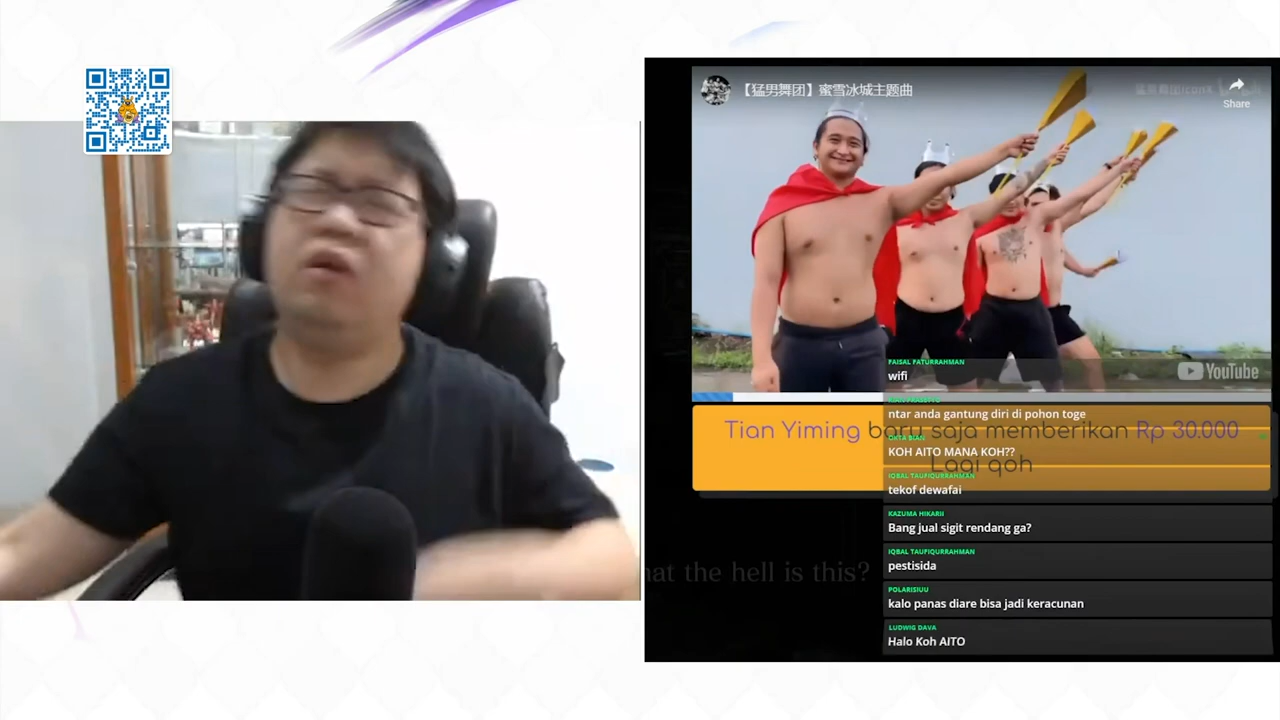 【猛男舞团】蜜雪冰城主题曲
Share
YouTube
Tian Yiming baru saja memberikan Rp 30.000
Lagi qoh
FAISAL FATURRAHMAN
wifi
ntar anda gantung diri di pohon toge
OKTA BIAN
KOH AITO MANA KOH??
IQBAL TAUFIQURRAHMAN
tekof dewafai
KAZUMA HIKARII
Bang jual sigit rendang ga?
IQBAL TAUFIQURRAHMAN
pestisida
POLARISIUU
kalo panas diare bisa jadi keracunan
LUDWIG DAVA
Halo Koh AITO
hat the hell is this?